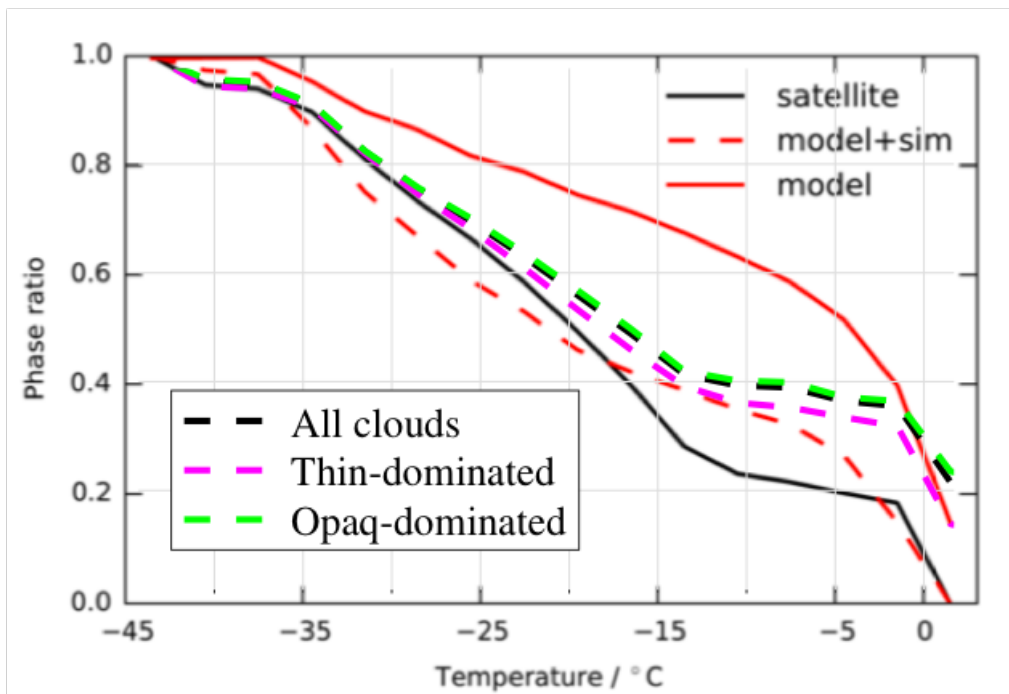 1.0
0.8
0.6
0.4
0.2
0.0
Phase ratio
satellite
model+sim
model
All clouds
Thin-dominated
Opaq-dominated
−45 −35 −25 −15 −5 0
Temperature / °C